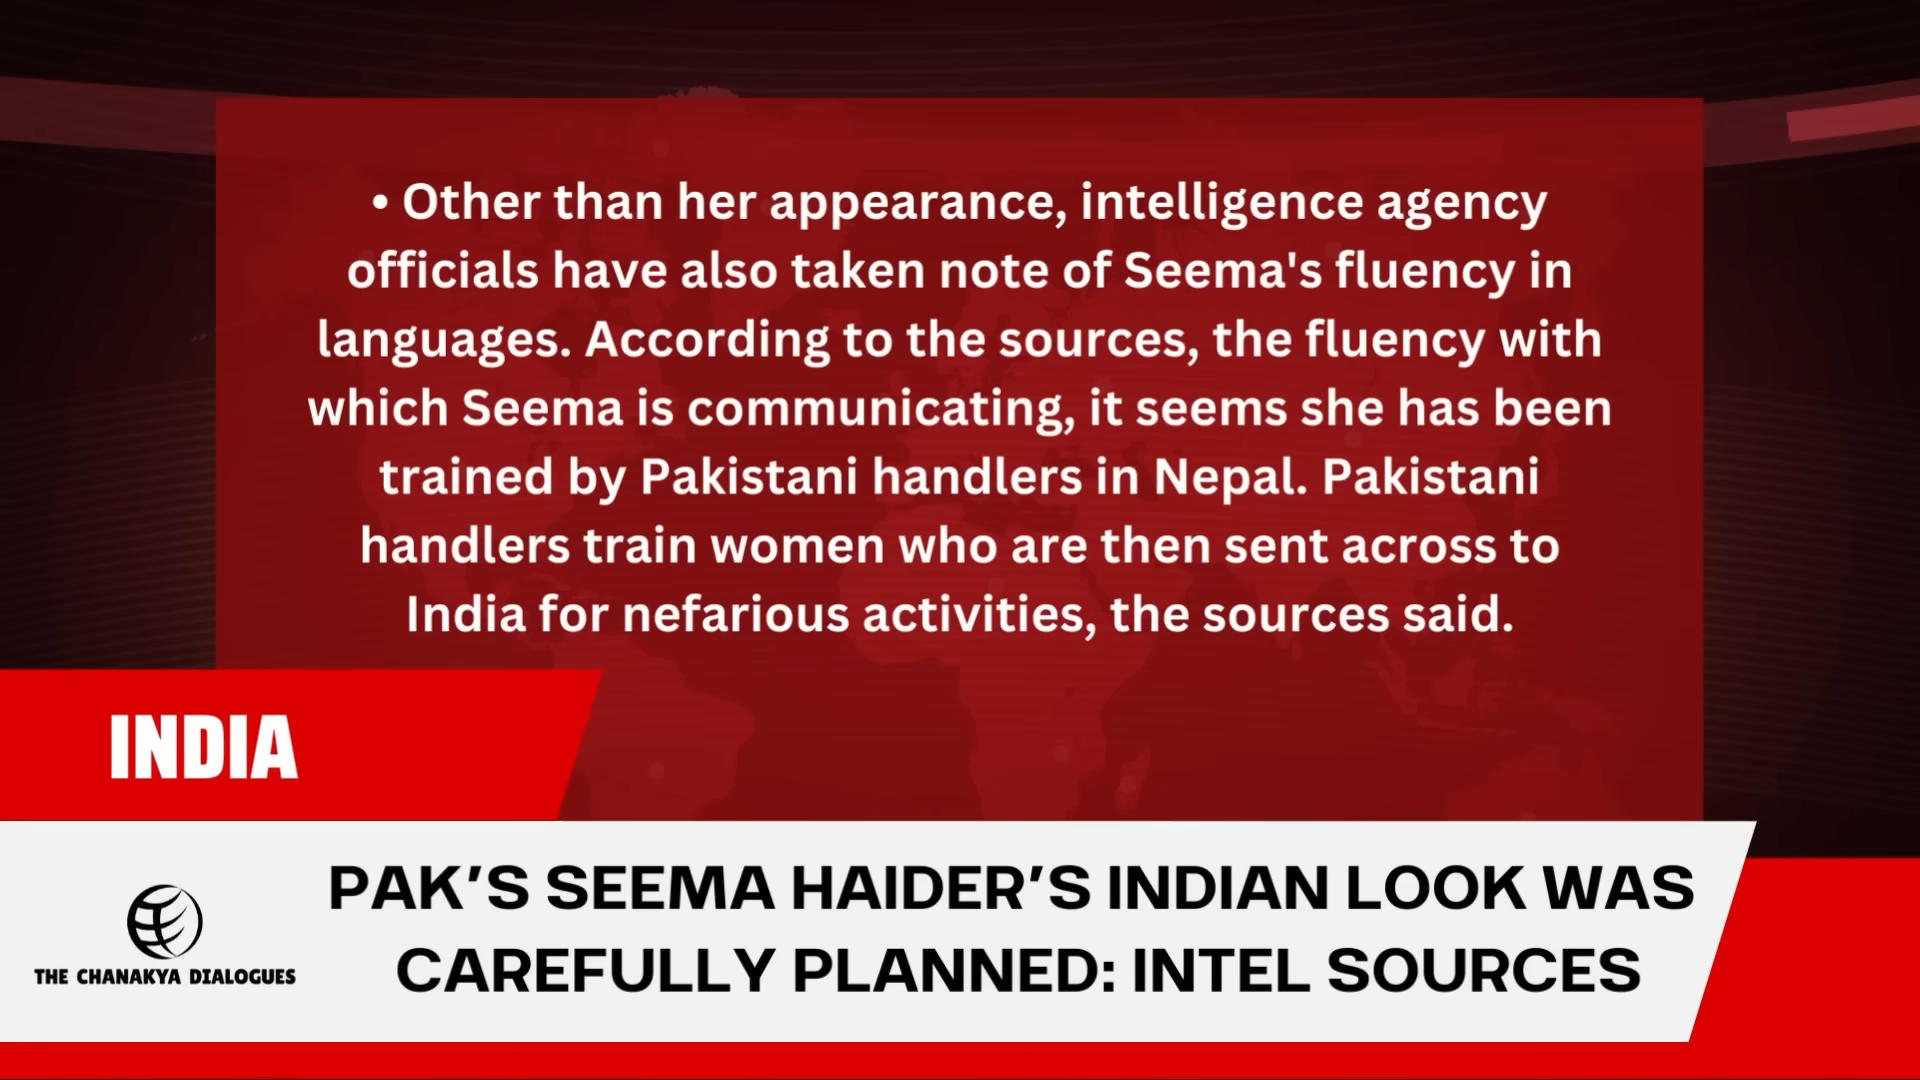 • Other than her appearance, intelligence agency
officials have also taken note of Seema's fluency in
languages. According to the sources, the fluency with
which Seema is communicating, it seems she has been
trained by Pakistani handlers in Nepal. Pakistani
handlers train women who are then sent across to
India for nefarious activities, the sources said.
INDIA
PAK’S SEEMA HAIDER’S INDIAN LOOK WAS
CAREFULLY PLANNED: INTEL SOURCES
THE CHANAKYA DIALOGUES